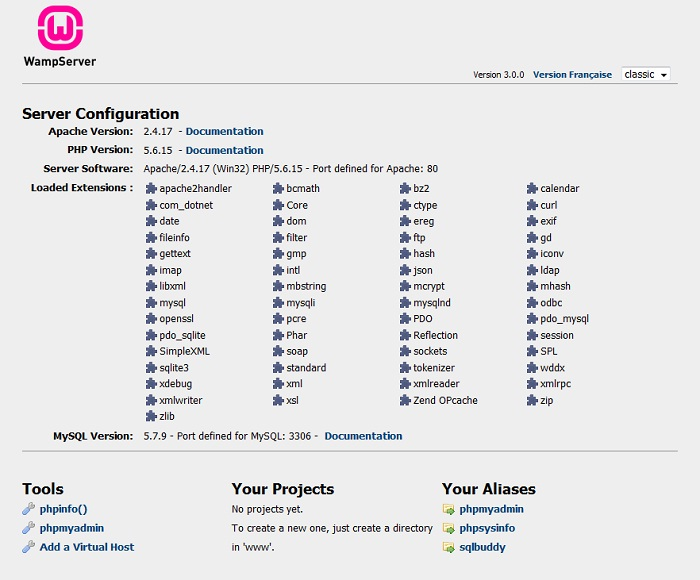 W
WampServer
Version 3.0.0 Version Française classic
Server Configuration
Apache Version: 2.4.17 - Documentation
PHP Version: 5.6.15 - Documentation
Server Software: Apache/2.4.17 (Win32) PHP/5.6.15 - Port defined for Apache: 80
Loaded Extensions : apache2handler bcmath bz2 calendar
com_dotnet Core ctype curl
date dom ereg exif
fileinfo filter ftp gd
gettext gmp hash iconv
imap intl json ldap
libxml mbstring mcrypt mhash
mysql mysqli mysqlnd odbc
openssl pcre PDO pdo_mysql
pdo_sqlite Phar Reflection session
SimpleXML soap sockets SPL
sqlite3 standard tokenizer wddx
xdebug xml xmlreader xmlrpc
xmlwriter xsl Zend OPcache zip
zlib
MySQL Version: 5.7.9 - Port defined for MySQL: 3306 - Documentation
Tools
phpinfo()
phpmyadmin
Add a Virtual Host
Your Projects
No projects yet.
To create a new one, just create a directory
in 'www'.
Your Aliases
phpmyadmin
phpsysinfo
sqlbuddy